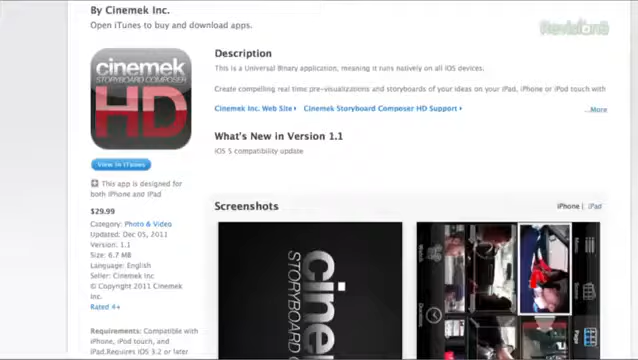 By Cinemek Inc.
Open iTunes to buy and download apps.
Revision3
cinemek
STORYBOARD COMPOSER
HD
View in iTunes
This app is designed for
both iPhone and iPad
$29.99
Category: Photo & Video
Updated: Dec 05, 2011
Version: 1.1
Size: 6.7 MB
Language: English
Seller: Cinemek Inc
© Copyright 2011 Cinemek
Inc.
Rated 4+
Requirements: Compatible with
iPhone, iPod touch, and
iPad.Requires iOS 3.2 or later
Description
This is a Universal Binary application, meaning it runs natively on all iOS devices.
Create compelling real time pre-visualizations and storyboards of your ideas on your iPad, iPhone or iPod touch with
...More
Cinemek Inc. Web Site
Cinemek Storyboard Composer HD Support
What's New in Version 1.1
iOS 5 compatibility update
Screenshots
iPhone | iPad
cine
STORYBOARD